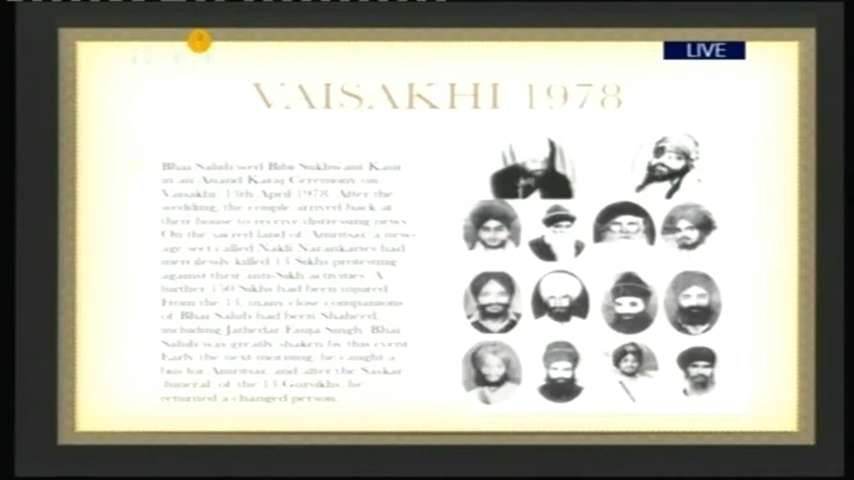 LIVE
VAISAKHI 1978
Bhai Sahib wed Bibi Sukhwant Kaur
in an Anand Karaj Ceremony on
Vaisakhi, 13th April 1978. After the
wedding, the couple arrived back at
their house to receive distressing news.
On the sacred land of Amritsar, a new-
age sect called Nakli Narankaries had
mercilessly killed 13 Sikhs protesting
against their anti-Sikh activities. A
further 150 Sikhs had been injured.
From the 13, many close companions
of Bhai Sahib had been Shaheed,
including Jathedar Fauja Singh. Bhai
Sahib was greatly shaken by this event.
Early the next morning, he caught a
bus for Amritsar, and after the Saskar
funeral of the 13 Gursikhs, he
returned a changed person.